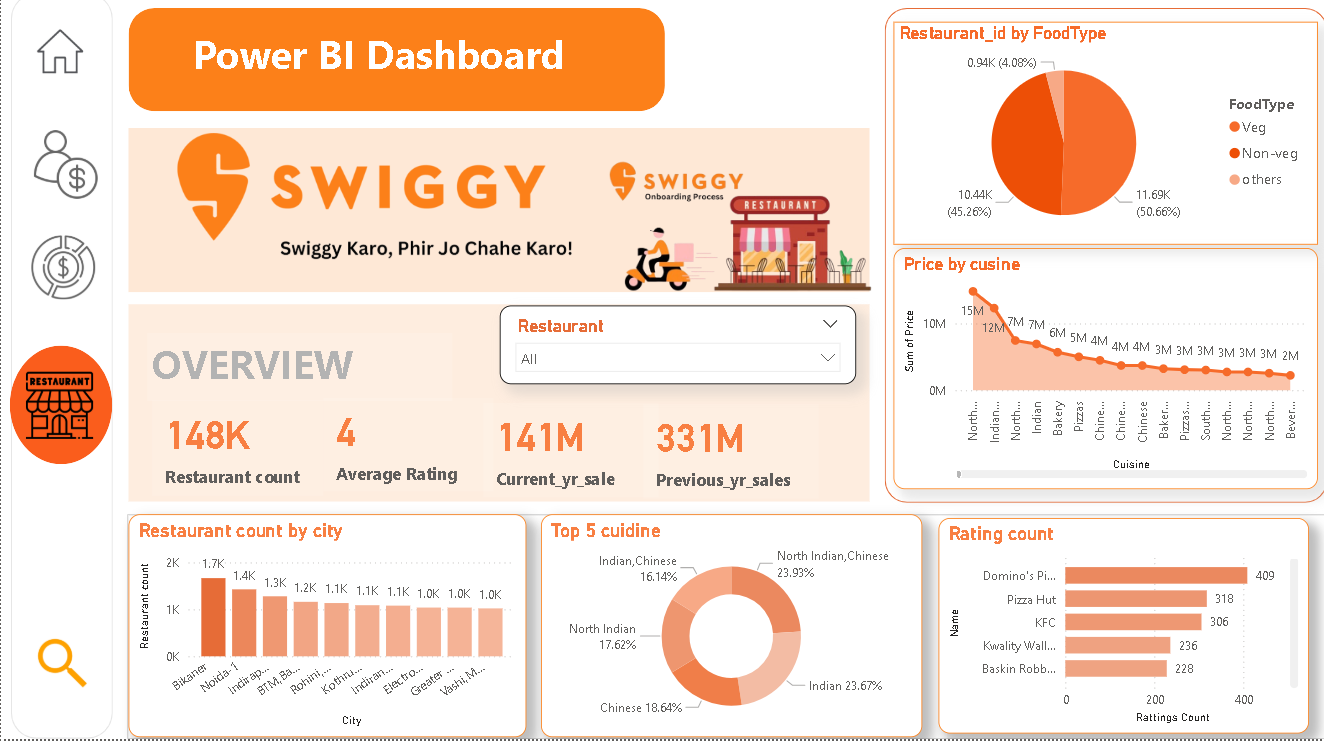 Power BI Dashboard
SWIGGY
Swiggy Karo, Phir Jo Chahe Karo!
SWIGGY
Onboarding Process
RESTAURANT
RESTAURANT
OVERVIEW
Restaurant
All
148K
Restaurant count
4
Average Rating
141M
Current_yr_sale
331M
Previous_yr_sales
Restaurant_id by FoodType
0.94K (4.08%)
10.44K
(45.26%)
11.69K
(50.66%)
FoodType
Veg
Non-veg
others
Price by cusine
Sum of Price
10M
0M
15M
12M
7M
7M
6M
5M
4M
4M
4M
3M
3M
3M
3M
3M
3M
2M
North...
Indian...
North...
Indian
Bakery
Pizzas
Chine...
Chine...
Chinese
Baker...
Pizzas...
South...
North...
North...
North...
Bever...
Cuisine
Restaurant count by city
Restaurant count
2K
1K
0K
1.7K
1.4K
1.3K
1.2K
1.1K
1.1K
1.1K
1.0K
1.0K
1.0K
Bikaner
Noida-1
Indirap...
BTM,Ba...
Rohini,...
Kothru...
Indiran...
Electro...
Greater ...
Vashi,M...
City
Top 5 cuidine
Indian,Chinese
16.14%
North Indian,Chinese
23.93%
North Indian
17.62%
Indian 23.67%
Chinese 18.64%
Rating count
Name
Domino's Pi...
409
Pizza Hut
318
KFC
306
Kwality Wall...
236
Baskin Robb...
228
0
200
400
Rattings Count